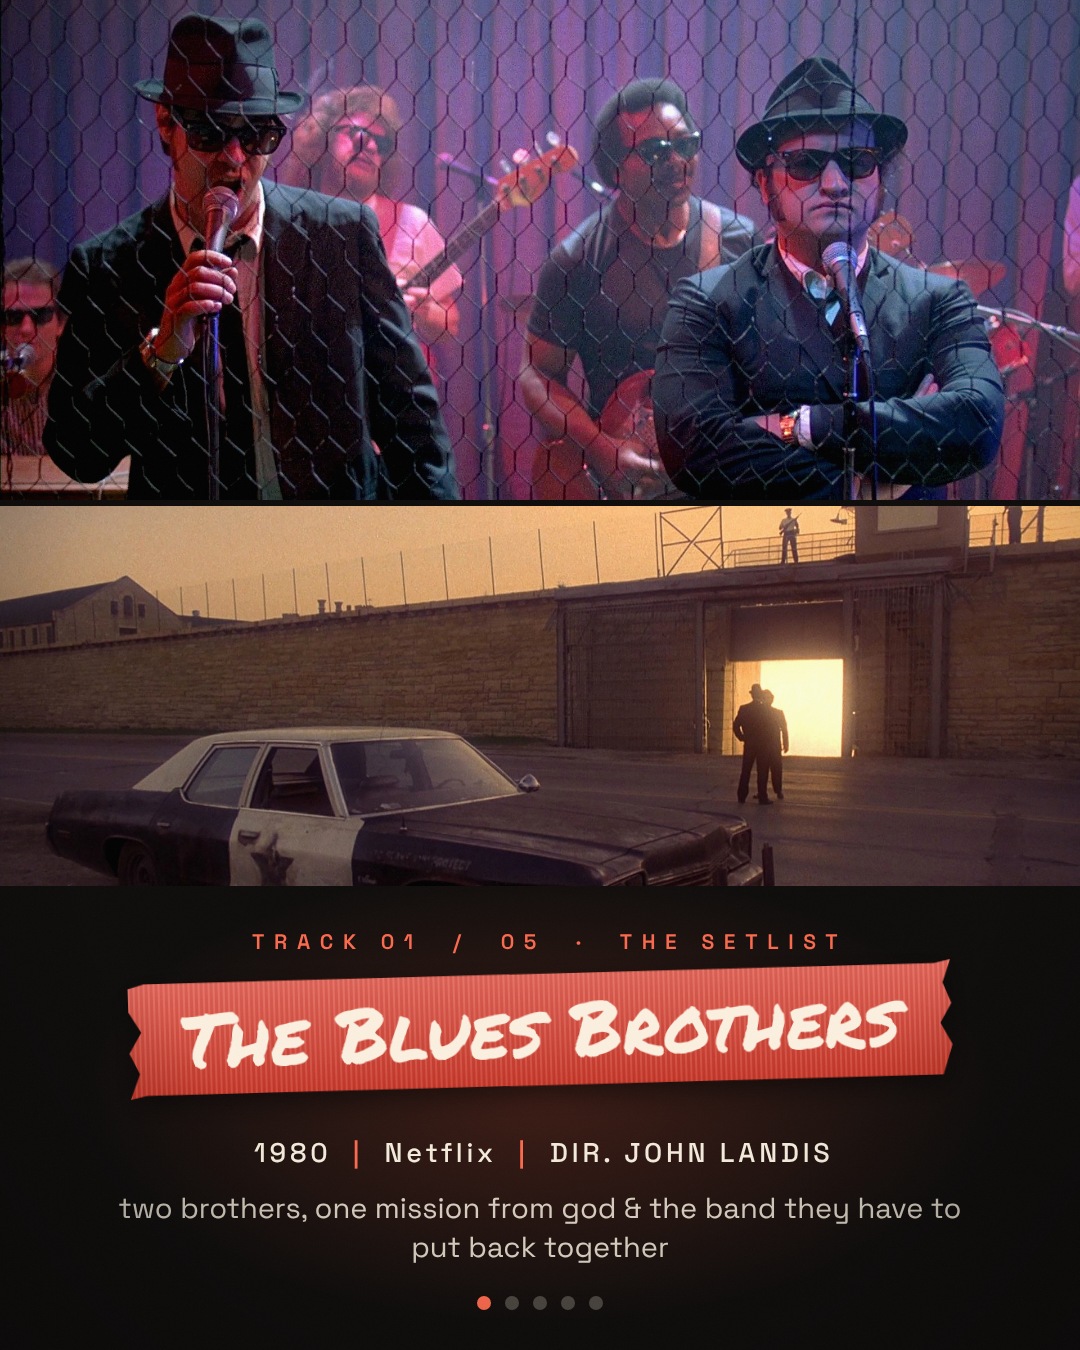 TRACK 01 / 05 · THE SETLIST
THE BLUES BROTHERS
1980 | Netflix | DIR. JOHN LANDIS
two brothers, one mission from god & the band they have to
put back together